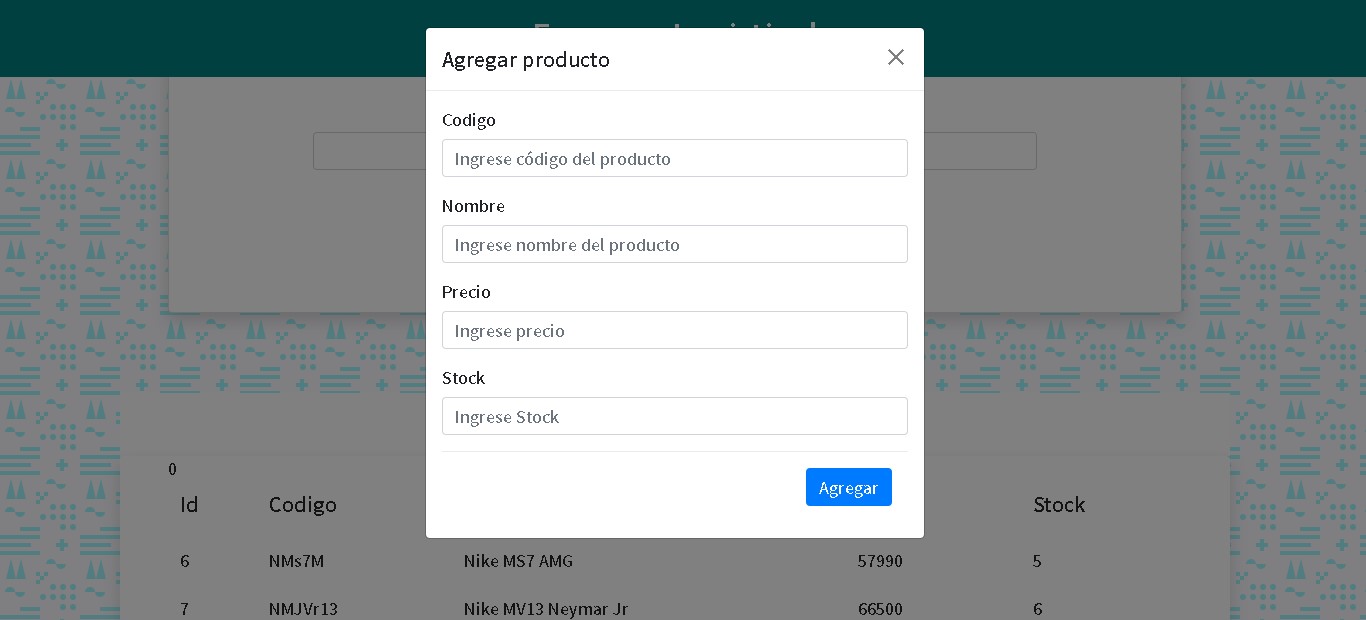 Agregar producto
Codigo
Ingrese código del producto
Nombre
Ingrese nombre del producto
Precio
Ingrese precio
Stock
Ingrese Stock
Agregar
0
Id Codigo Stock
6 NMs7M Nike MS7 AMG 57990 5
7 NMJVr13 Nike MV13 Neymar Jr 66500 6